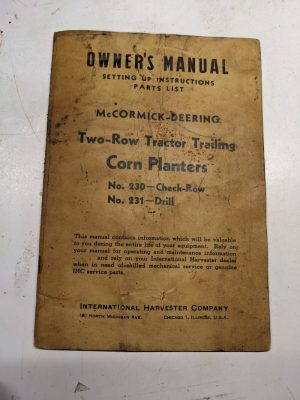 OWNER'S MANUAL
SETTING UP INSTRUCTIONS
PARTS LIST
McCORMICK-DEERING
Two-Row Tractor Trailing
Corn Planters
No. 230—Check-Row
No. 231—Drill
This manual contains information which will be valuable
to you during the entire life of your equipment. Rely on
your manual for operating and maintenance information
and rely on your International Harvester dealer
when in need of skilled mechanical service or genuine
IHC service parts.
INTERNATIONAL HARVESTER COMPANY
180 NORTH MICHIGAN AVE. CHICAGO 1, ILLINOIS, U.S.A.